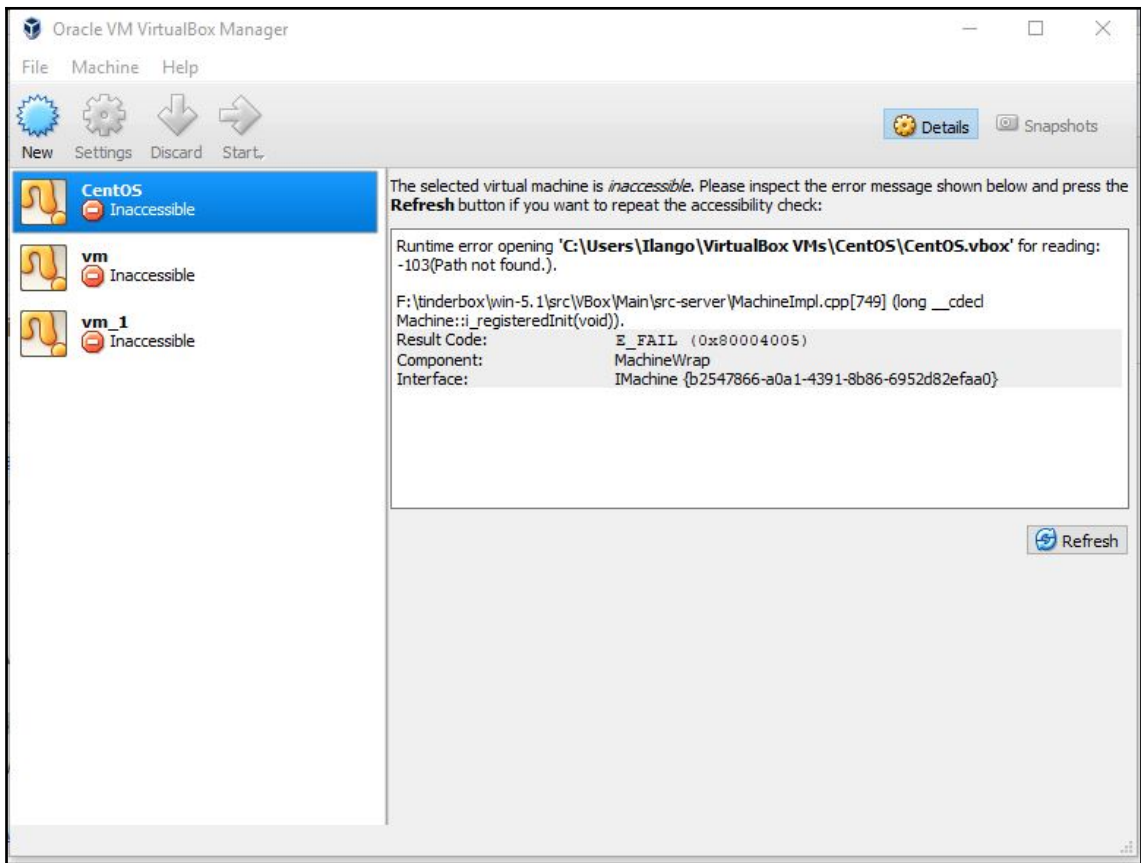 Oracle VM VirtualBox Manager
File Machine Help
New Settings Discard Start
Details Snapshots
CentOS
Inaccessible
vm
Inaccessible
vm_1
Inaccessible
The selected virtual machine is inaccessible. Please inspect the error message shown below and press the
Refresh button if you want to repeat the accessibility check:
Runtime error opening 'C:\Users\Ilango\VirtualBox VMs\CentOS\CentOS.vbox' for reading:
-103(Path not found.).
F:\tinderbox\win-5.1\src\VBox\Main\src-server\MachineImpl.cpp[749] (long __cdecl
Machine::i_registeredInit(void)).
Result Code: E_FAIL (0x80004005)
Component: MachineWrap
Interface: IMachine {b2547866-a0a1-4391-8b86-6952d82efaa0}
Refresh